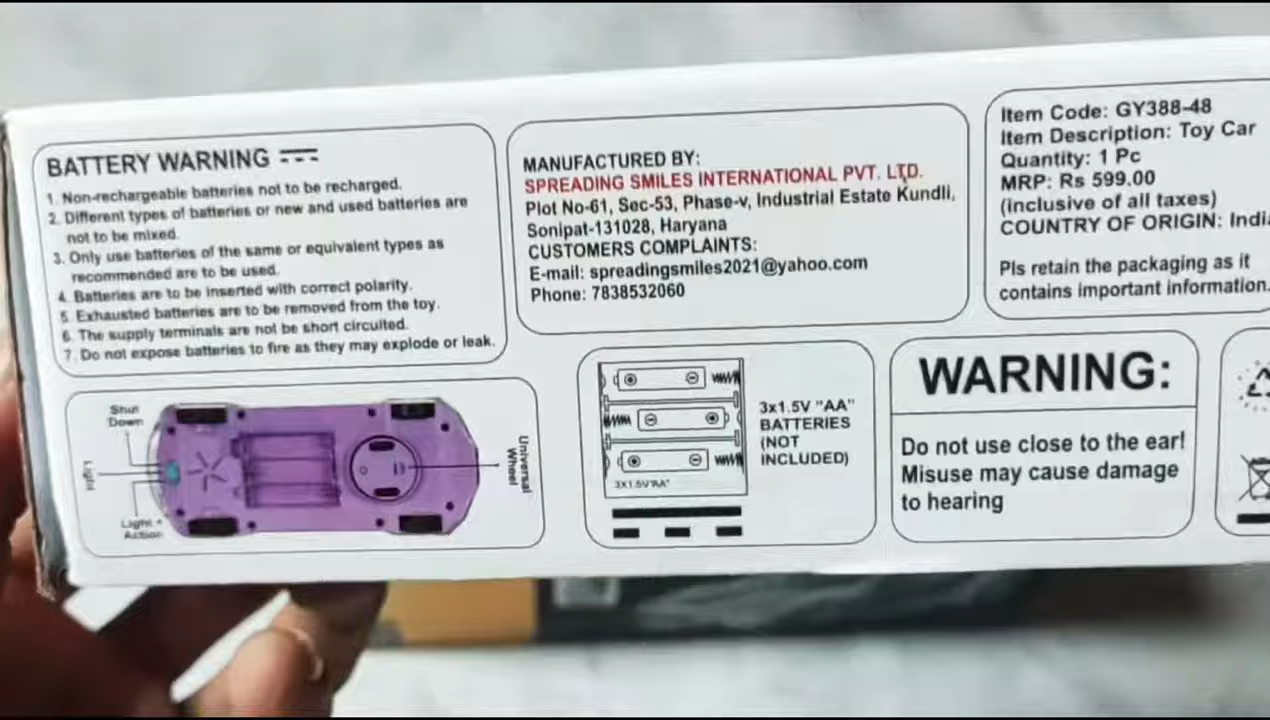 BATTERY WARNING
1. Non-rechargeable batteries not to be recharged.
2. Different types of batteries or new and used batteries are
not to be mixed.
3. Only use batteries of the same or equivalent types as
recommended are to be used.
4. Batteries are to be inserted with correct polarity.
5. Exhausted batteries are to be removed from the toy.
6. The supply terminals are not be short circuited.
7. Do not expose batteries to fire as they may explode or leak.
MANUFACTURED BY:
SPREADING SMILES INTERNATIONAL PVT. LTD.
Plot No-61, Sec-53, Phase-v, Industrial Estate Kundli,
Sonipat-131028, Haryana
CUSTOMERS COMPLAINTS:
E-mail: spreadingsmiles2021@yahoo.com
Phone: 7838532060
Item Code: GY388-48
Item Description: Toy Car
Quantity: 1 Pc
MRP: Rs 599.00
(inclusive of all taxes)
COUNTRY OF ORIGIN: India
Pls retain the packaging as it
contains important information.
Shut
Down
Light
Light +
Action
Universal
Wheel
3X1.5V"AA"
3x1.5V "AA"
BATTERIES
(NOT
INCLUDED)
WARNING:
Do not use close to the ear!
Misuse may cause damage
to hearing